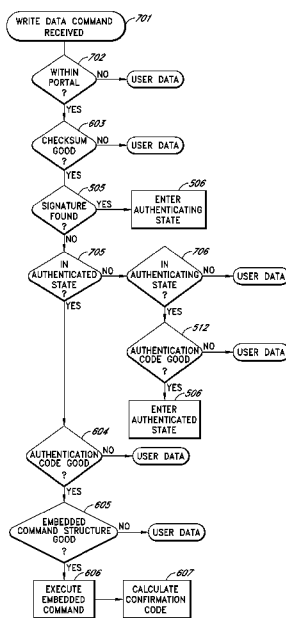 WRITE DATA COMMAND
RECEIVED
701
702
WITHIN
PORTAL
?
NO
USER DATA
YES
603
CHECKSUM
GOOD
?
NO
USER DATA
YES
505
SIGNATURE
FOUND
?
YES
506
ENTER
AUTHENTICATING
STATE
NO
705
IN
AUTHENTICATED
STATE
?
NO
706
IN
AUTHENTICATING
STATE
?
NO
USER DATA
YES
YES
512
AUTHENTICATION
CODE GOOD
?
NO
USER DATA
YES
506
ENTER
AUTHENTICATED
STATE
604
AUTHENTICATION
CODE GOOD
?
NO
USER DATA
YES
605
EMBEDDED
COMMAND STRUCTURE
GOOD
?
NO
USER DATA
YES
606
EXECUTE
EMBEDDED
COMMAND
607
CALCULATE
CONFIRMATION
CODE